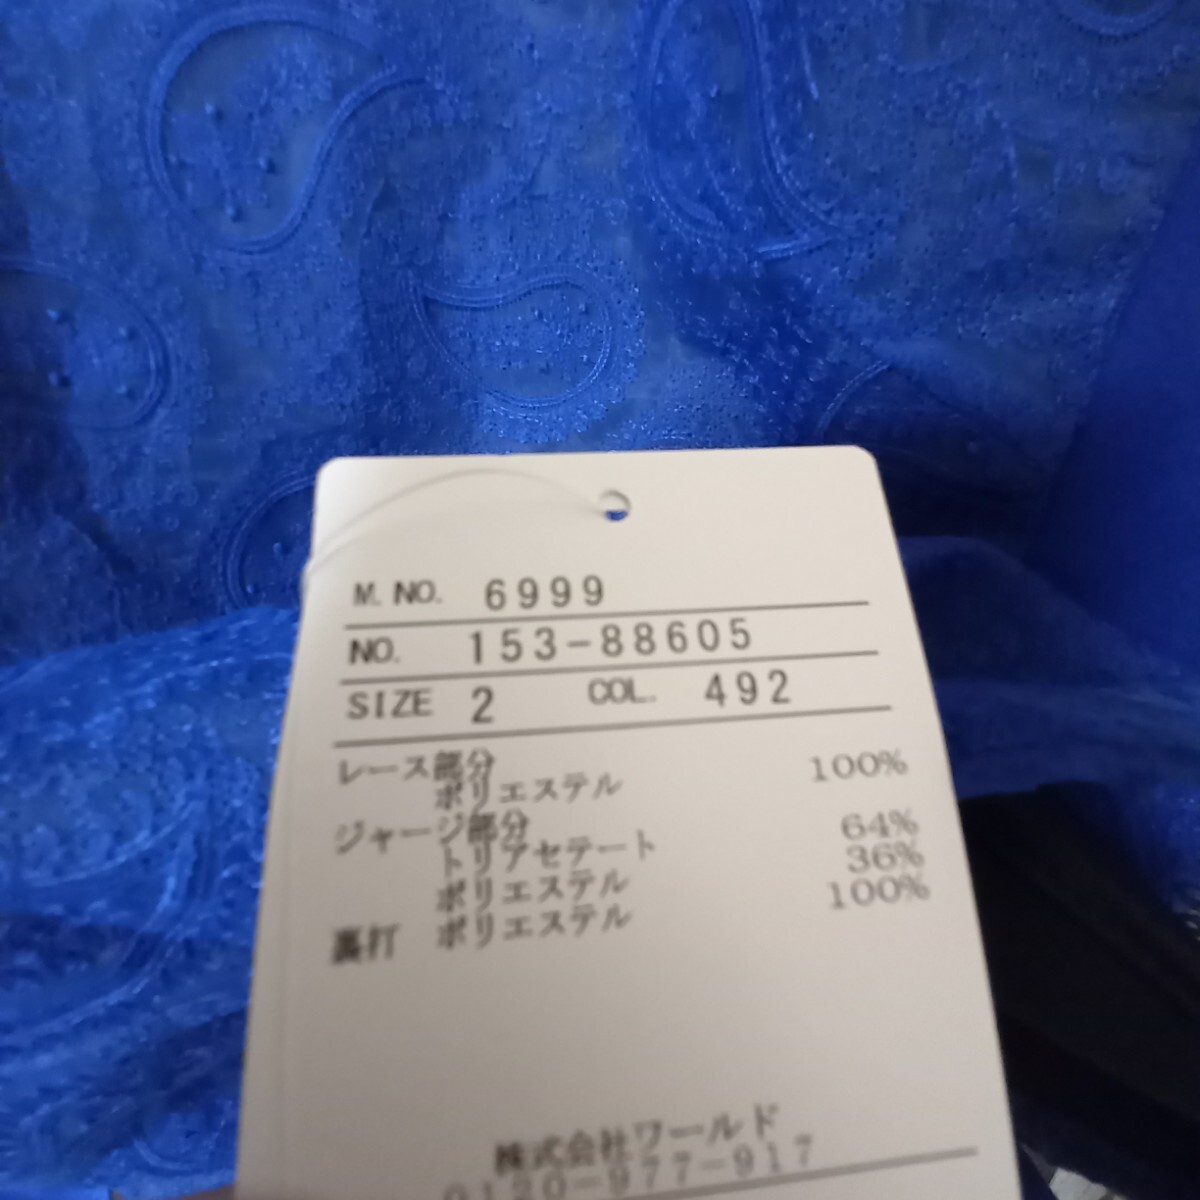 M. NO. 6999
NO. 153-88605
SIZE 2 COL. 492
レース部分
ポリエステル 100%
ジャージ部分
トリアセテート 64%
ポリエステル 36%
裏打 ポリエステル 100%
株式会社ワールド
0120-977-917